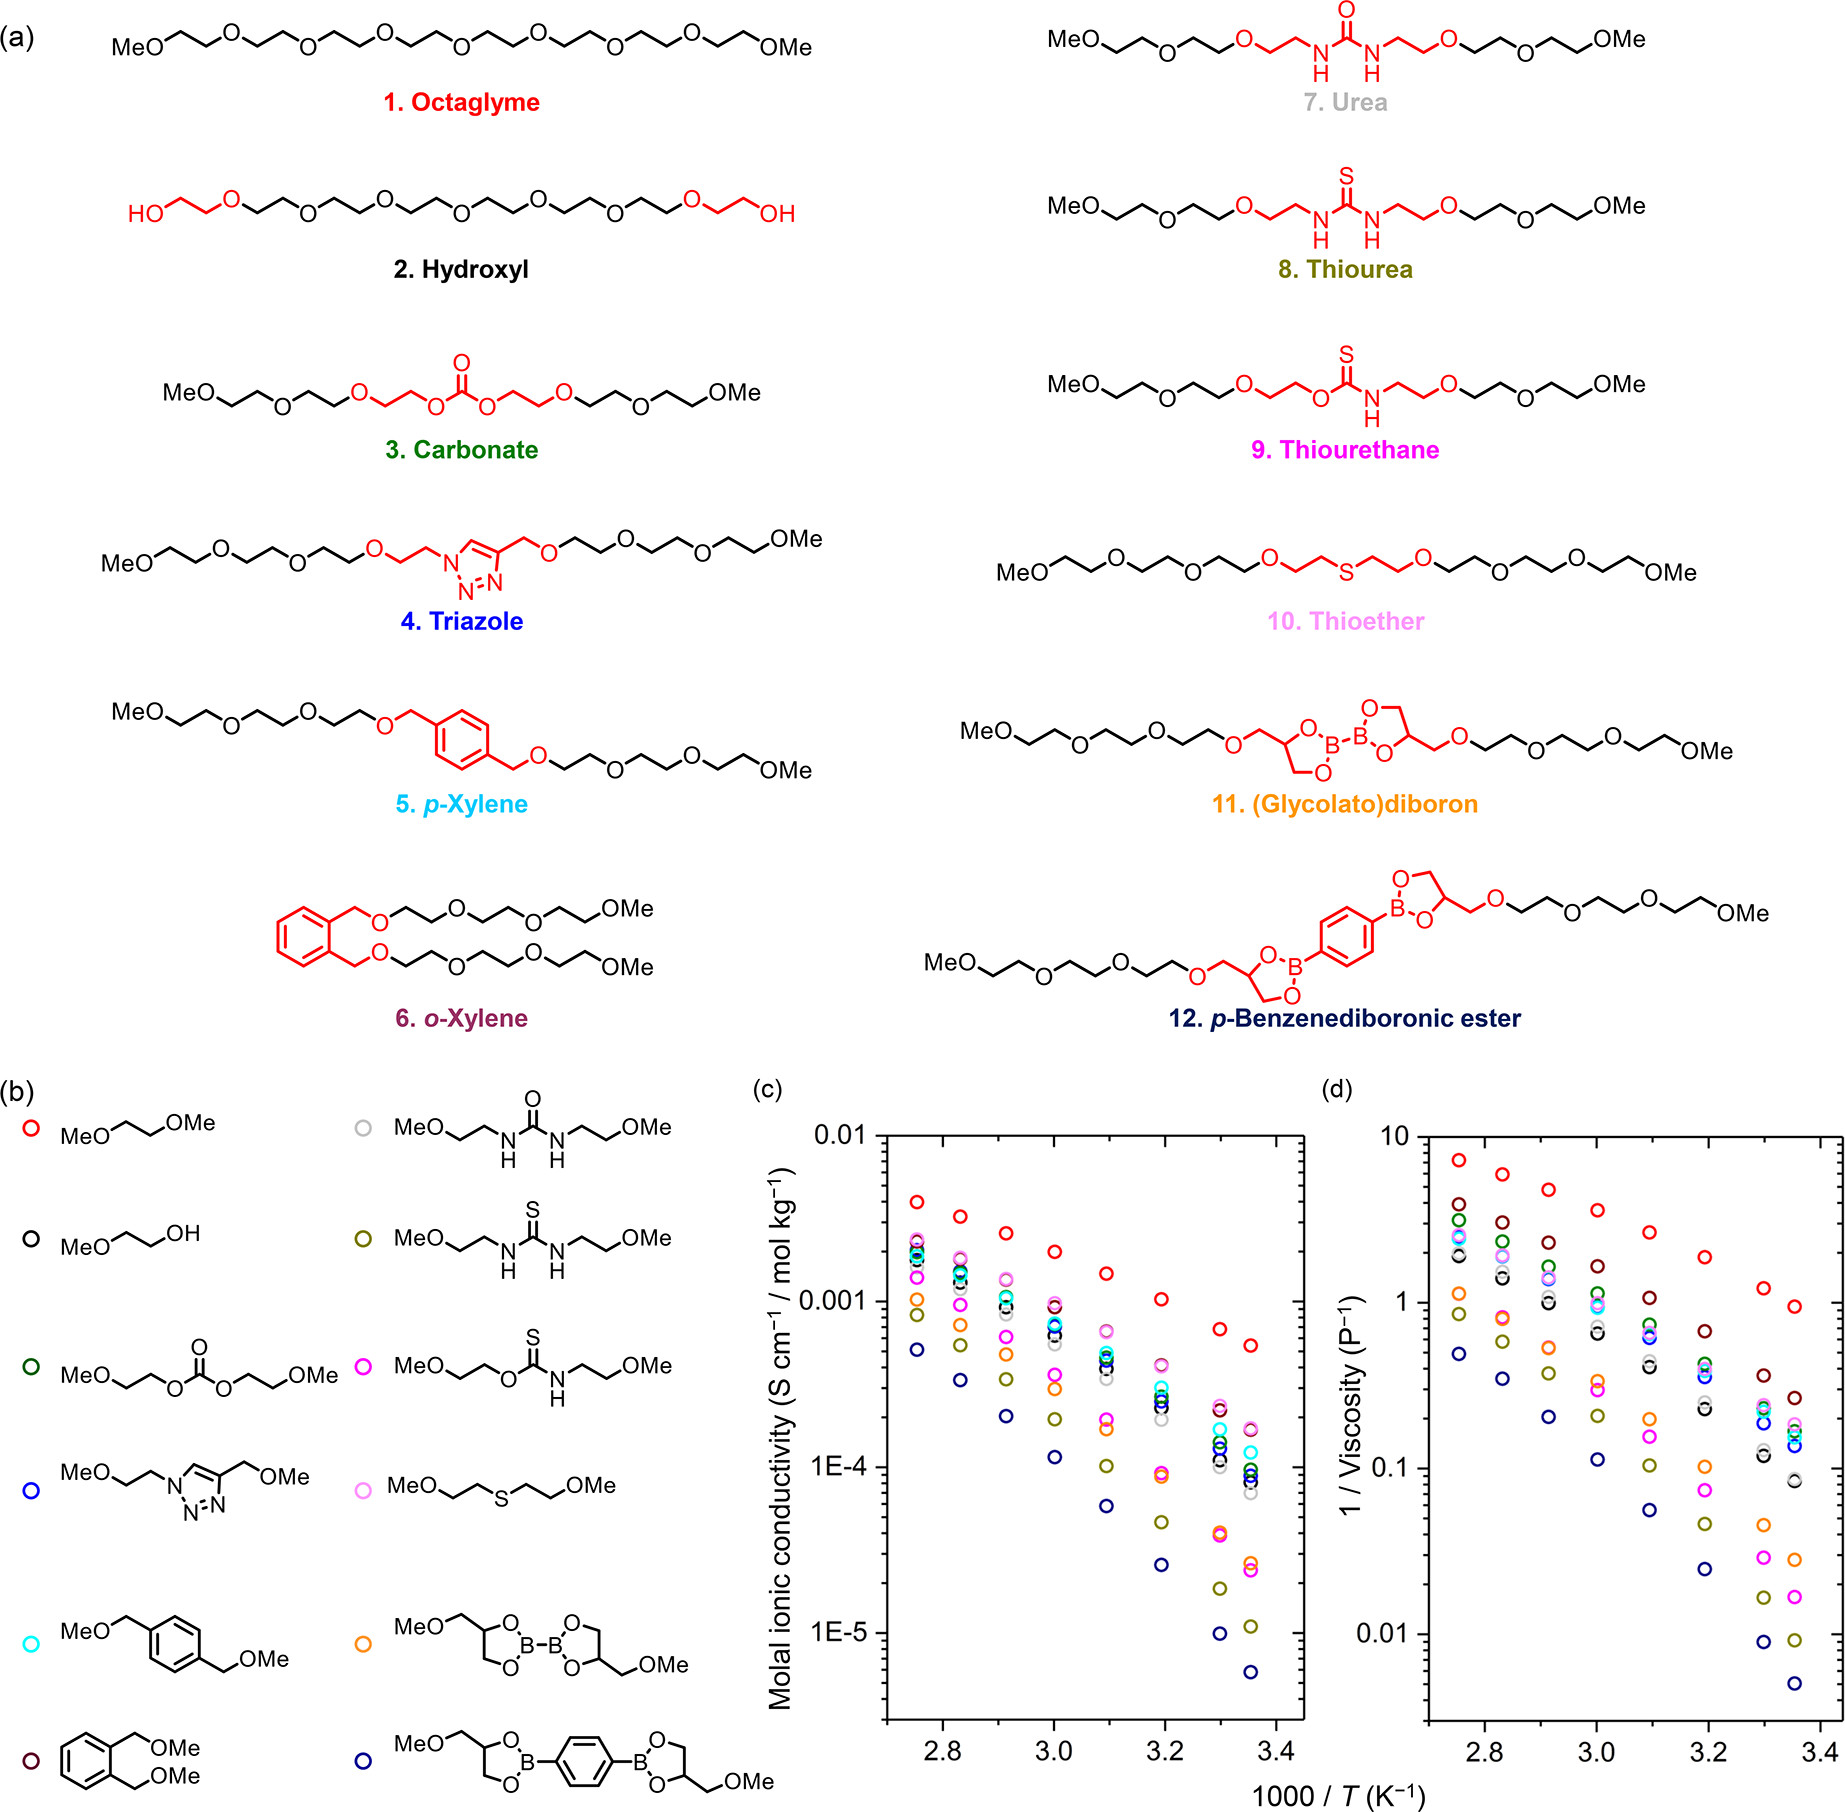 (a)
MeO O O O O O O O OMe
1. Octaglyme
HO O O O O O O O OH
2. Hydroxyl
O
MeO O O O O O O OMe
3. Carbonate
MeO O O O N N N O O O OMe
4. Triazole
MeO O O O O O O OMe
5. p-Xylene
O O O OMe
O O O OMe
6. o-Xylene
O
MeO O O N H N H O O OMe
7. Urea
S
MeO O O N H N H O O OMe
8. Thiourea
S
MeO O O O N H O O OMe
9. Thiourethane
MeO O O O S O O O OMe
10. Thioether
MeO O O O O O B B O O O O O OMe
11. (Glycolato)diboron
MeO O O O O O B B O O O O O OMe
12. p-Benzenediboronic ester
(b)
MeO OMe
MeO OH
O
MeO O O OMe
MeO N N N OMe
MeO OMe
OMe
OMe
O
MeO N H N H OMe
S
MeO N H N H OMe
S
MeO O N H OMe
MeO S OMe
MeO O O B B O O OMe
MeO O O B B O O OMe
(c)
Molal ionic conductivity (S cm⁻¹ / mol kg⁻¹)
0.01
0.001
1E-4
1E-5
2.8 3.0 3.2 3.4
(d)
1 / Viscosity (P⁻¹)
10
1
0.1
0.01
2.8 3.0 3.2 3.4
1000 / T (K⁻¹)